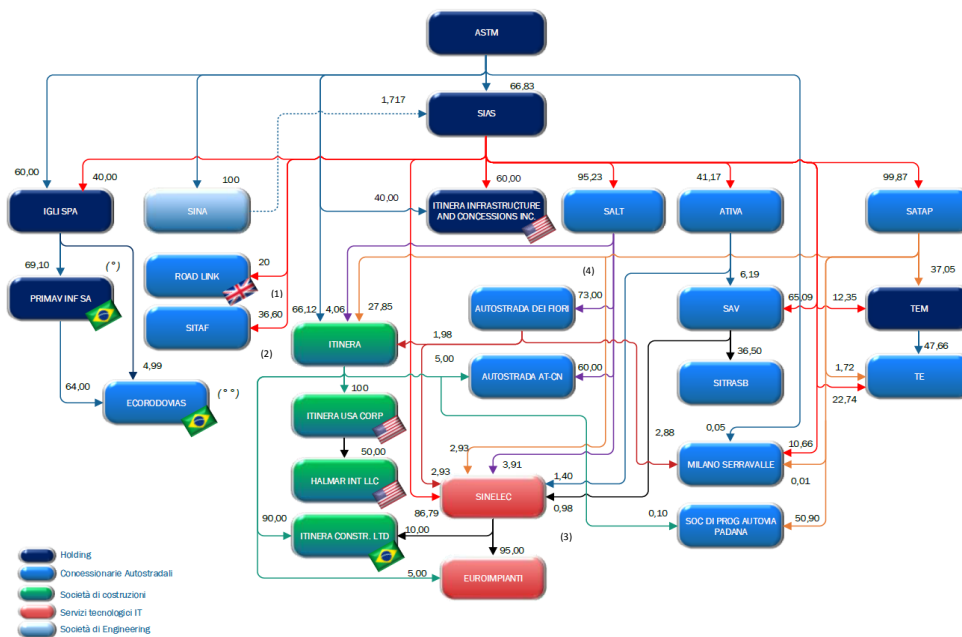 ASTM
66,83
1,717
SIAS
60,00
40,00
100
60,00
95,23
41,17
99,87
IGLI SPA
SINA
40,00
ITINERA INFRASTRUCTURE
AND CONCESSIONS INC.
SALT
ATIVA
SATAP
69,10
(°)
20
ROAD LINK
(1)
(4)
6,19
37,05
PRIMAV INF SA
36,60
SITAF
66,12
4,06
27,85
AUTOSTRADA DEI FIORI
73,00
SAV
65,09
12,35
TEM
(2)
ITINERA
1,98
5,00
36,50
47,66
4,99
AUTOSTRADA AT-CN
60,00
SITRASB
1,72
TE
64,00
100
22,74
ECORODOVIAS
(°°)
ITINERA USA CORP
50,00
2,93
2,88
0,05
10,66
HALMAR INT LLC
2,93
3,91
1,40
MILANO SERRAVALLE
0,01
SINELEC
86,79
0,98
90,00
10,00
0,10
50,90
ITINERA CONSTR. LTD
(3)
SOC DI PROG AUTOVIA
PADANA
95,00
5,00
EUROIMPIANTI
Holding
Concessionarie Autostradali
Società di costruzioni
Servizi tecnologici IT
Società di Engineering